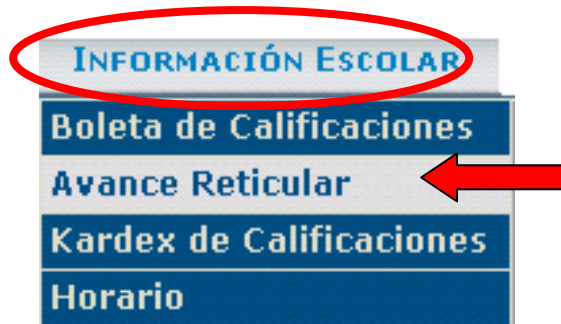 INFORMACIÓN ESCOLAR
Boleta de Calificaciones
Avance Reticular
Kardex de Calificaciones
Horario